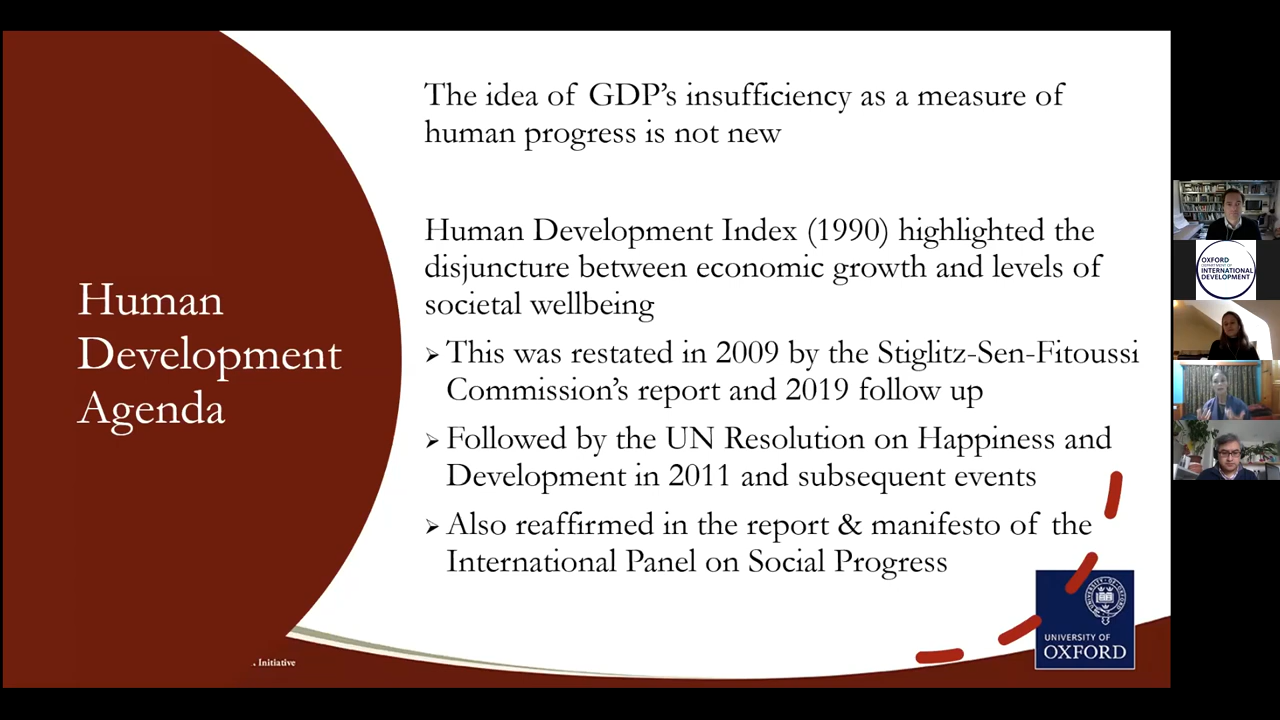 Human
Development
Agenda
The idea of GDP's insufficiency as a measure of
human progress is not new
Human Development Index (1990) highlighted the
disjuncture between economic growth and levels of
societal wellbeing
➢ This was restated in 2009 by the Stiglitz-Sen-Fitoussi
Commission's report and 2019 follow up
➢ Followed by the UN Resolution on Happiness and
Development in 2011 and subsequent events
➢ Also reaffirmed in the report & manifesto of the
International Panel on Social Progress
Initiative
UNIVERSITY OF
OXFORD
OXFORD
DEPARTMENT OF
INTERNATIONAL
DEVELOPMENT